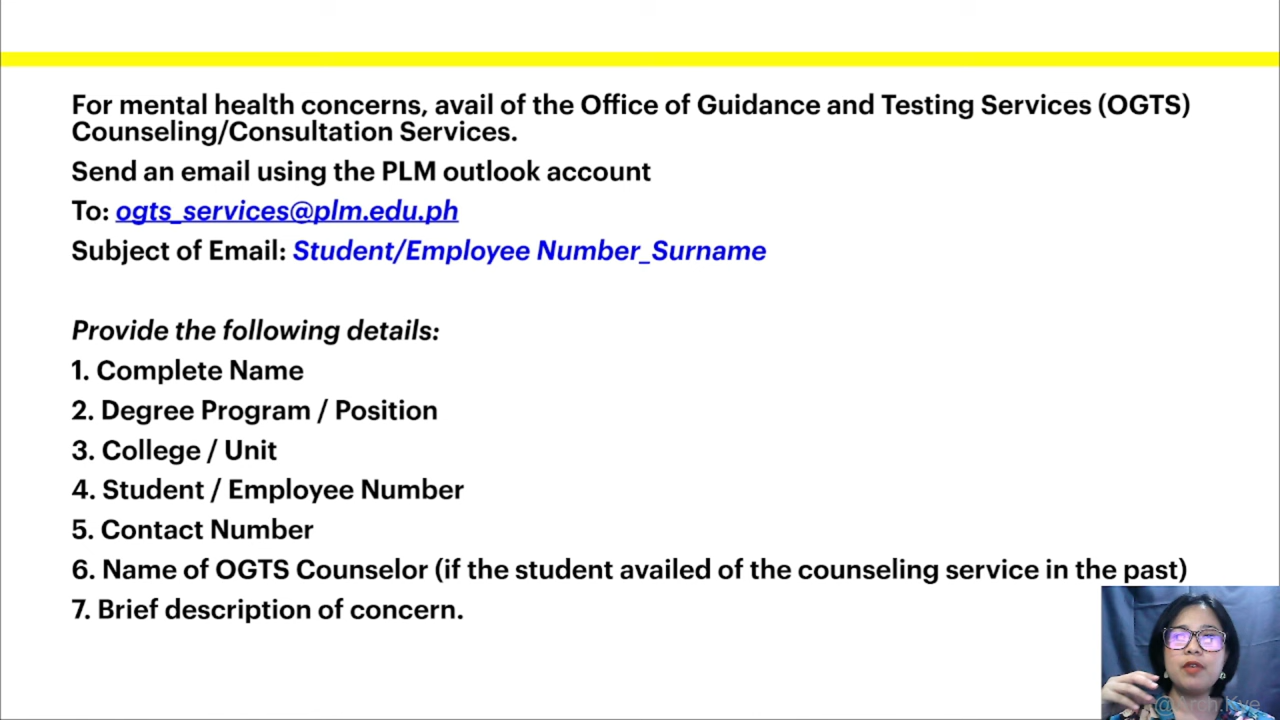 For mental health concerns, avail of the Office of Guidance and Testing Services (OGTS)
Counseling/Consultation Services.
Send an email using the PLM outlook account
To: ogts_services@plm.edu.ph
Subject of Email: Student/Employee Number_Surname
Provide the following details:
1. Complete Name
2. Degree Program / Position
3. College / Unit
4. Student / Employee Number
5. Contact Number
6. Name of OGTS Counselor (if the student availed of the counseling service in the past)
7. Brief description of concern.
@Arch.Kye